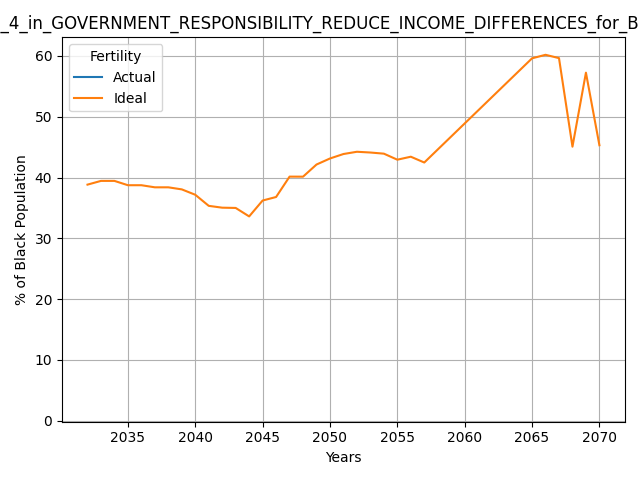 _4_in_GOVERNMENT_RESPONSIBILITY_REDUCE_INCOME_DIFFERENCES_for_B
Fertility
Actual
Ideal
% of Black Population
60
50
40
30
20
10
0
2035 2040 2045 2050 2055 2060 2065 2070
Years